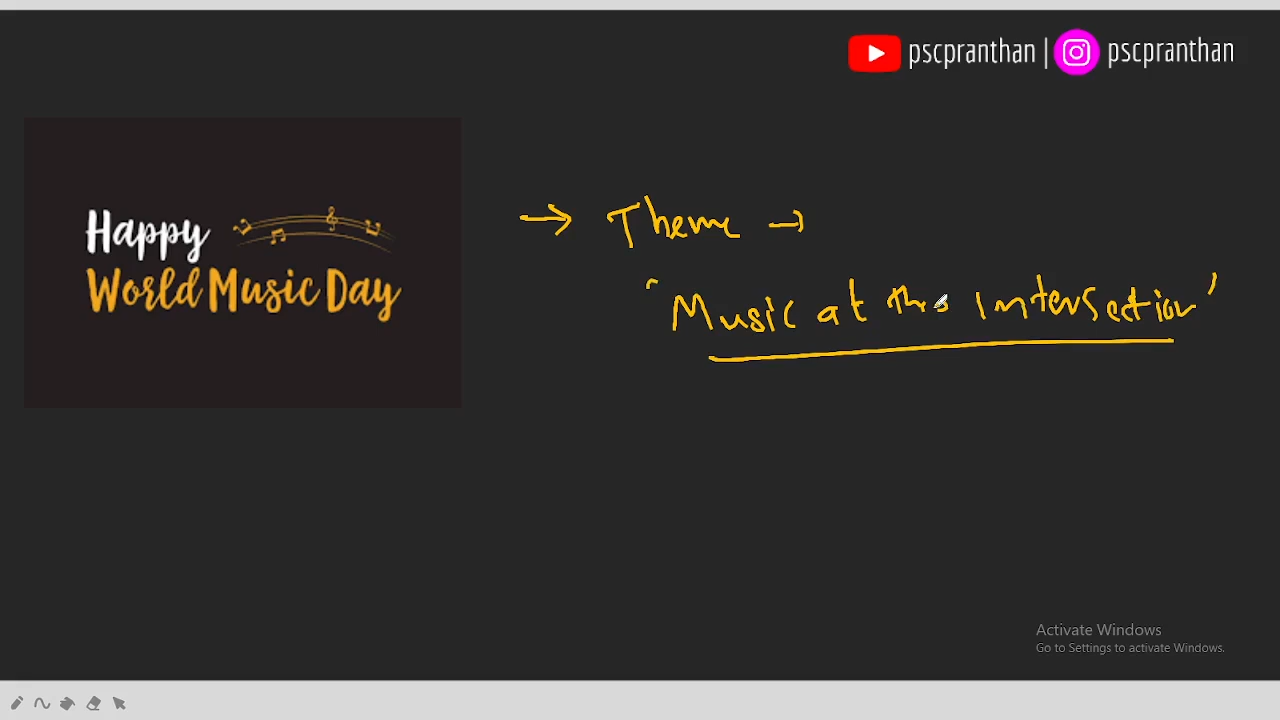 pscpranthan | pscpranthan
Happy
World Music Day
→ Theme →
"Music at the Intersection'
Activate Windows
Go to Settings to activate Windows.